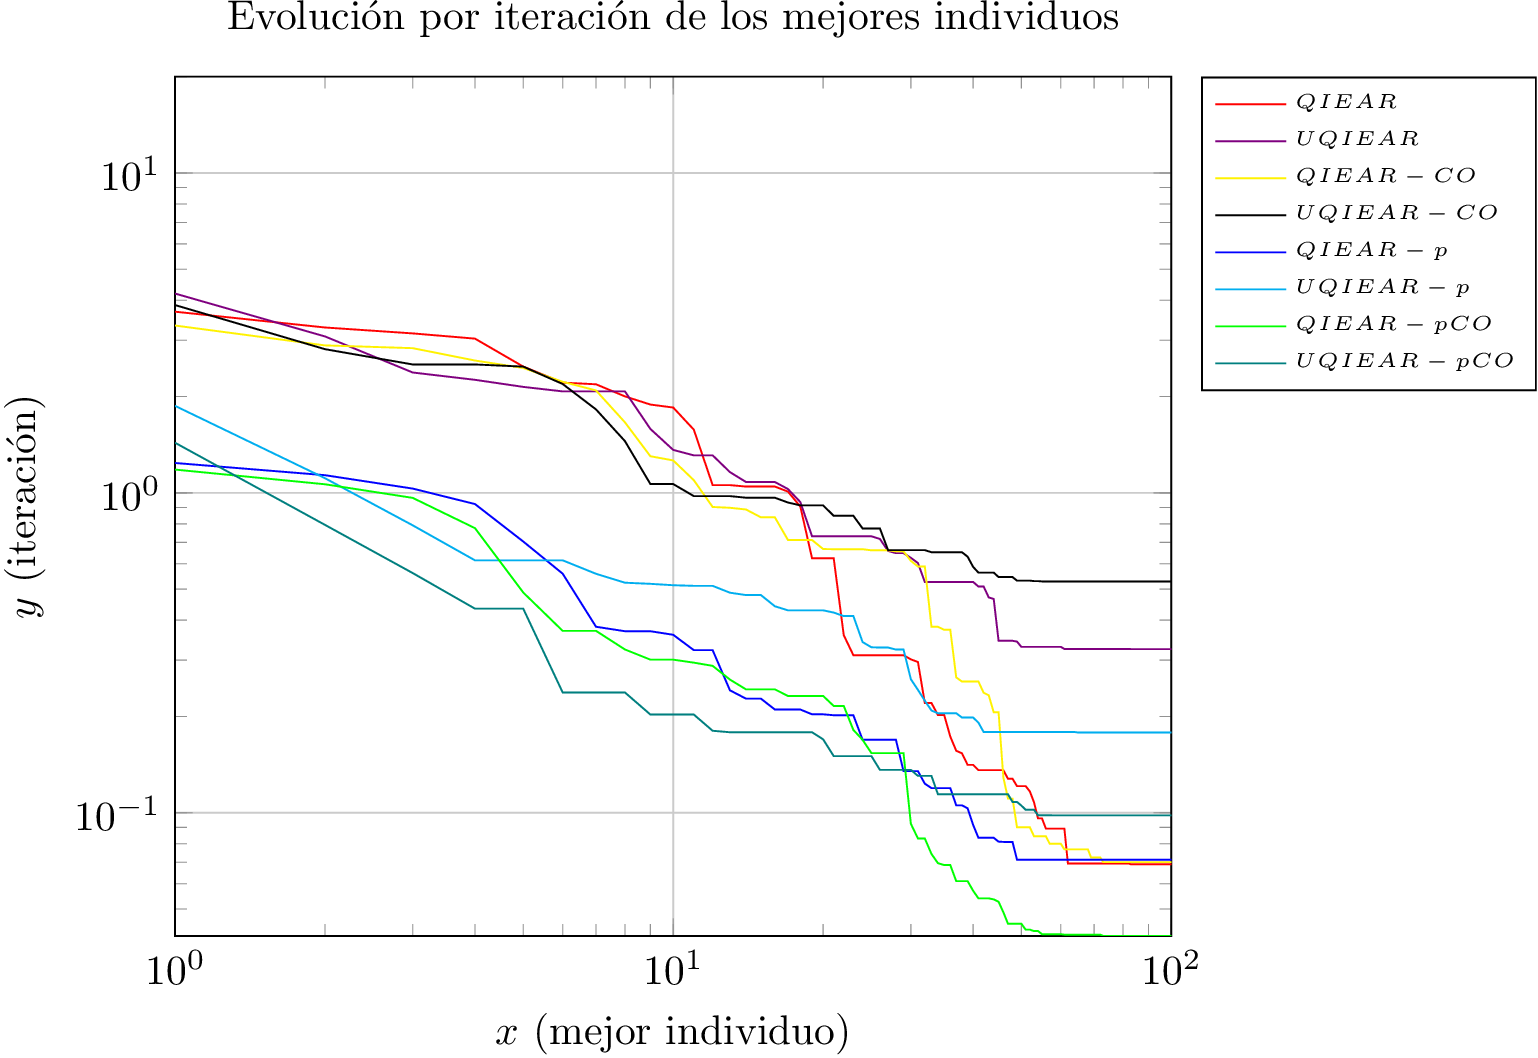 Evolución por iteración de los mejores individuos
10^1
10^0
10^−1
y (iteración)
10^0 10^1 10^2
x (mejor individuo)
QIEAR
UQIEAR
QIEAR − CO
UQIEAR − CO
QIEAR − p
UQIEAR − p
QIEAR − pCO
UQIEAR − pCO